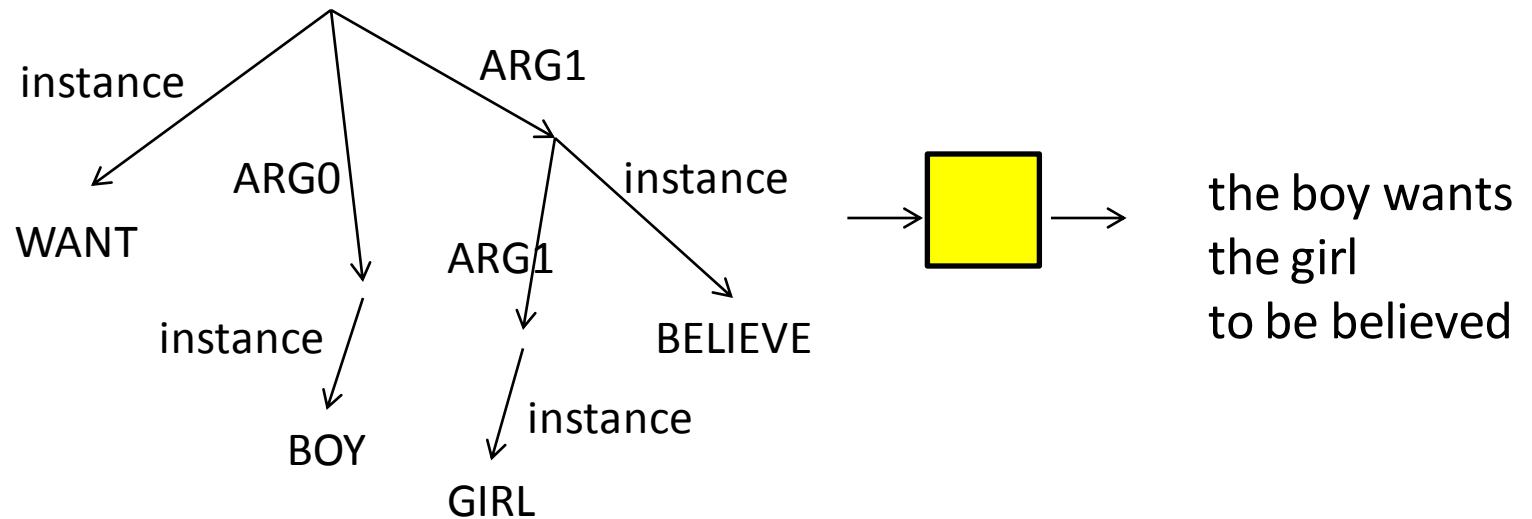 ARG1
instance
ARG0
instance
WANT
ARG1
instance
BELIEVE
instance
BOY
GIRL
the boy wants
the girl
to be believed